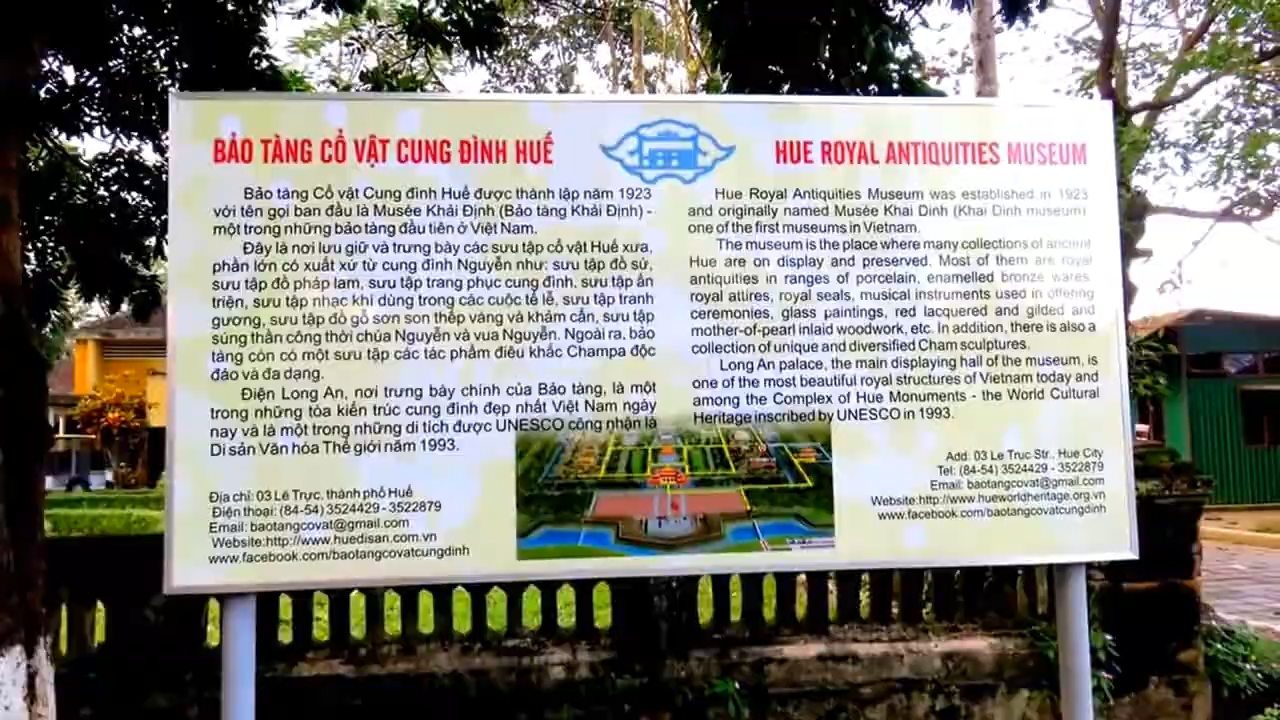 BẢO TÀNG CỔ VẬT CUNG ĐÌNH HUẾ
Bảo tàng Cổ vật Cung đình Huế được thành lập năm 1923
với tên gọi ban đầu là Musée Khải Định (Bảo tàng Khải Định) -
một trong những bảo tàng đầu tiên ở Việt Nam.
Đây là nơi lưu giữ và trưng bày các sưu tập cổ vật Huế xưa,
phần lớn có xuất xứ từ cung đình Nguyễn như: sưu tập đồ sứ,
sưu tập đồ pháp lam, sưu tập trang phục cung đình, sưu tập ấn
triện, sưu tập nhạc khí dùng trong các cuộc tế lễ, sưu tập tranh
gương, sưu tập đồ gỗ sơn son thếp vàng và khảm cẩn, sưu tập
súng thần công thời chúa Nguyễn và vua Nguyễn. Ngoài ra, bảo
tàng còn có một sưu tập các tác phẩm điêu khắc Champa độc
đáo và đa dạng.
Điện Long An, nơi trưng bày chính của Bảo tàng, là một
trong những tòa kiến trúc cung đình đẹp nhất Việt Nam ngày
nay và là một trong những di tích được UNESCO công nhận là
Di sản Văn hóa Thế giới năm 1993.
Địa chỉ: 03 Lê Trực, thành phố Huế
Điện thoại: (84-54) 3524429 - 3522879
Email: baotangcovat@gmail.com
Website:http://www.huedisan.com.vn
www.facebook.com/baotangcovatcungdinh
HUE ROYAL ANTIQUITIES MUSEUM
Hue Royal Antiquities Museum was established in 1923
and originally named Musée Khai Dinh (Khai Dinh museum),
one of the first museums in Vietnam.
The museum is the place where many collections of ancient
Hue are on display and preserved. Most of them are royal
antiquities in ranges of porcelain, enamelled bronze wares,
royal attires, royal seals, musical instruments used in offering
ceremonies, glass paintings, red lacquered and gilded and
mother-of-pearl inlaid woodwork, etc. In addition, there is also a
collection of unique and diversified Cham sculptures.
Long An palace, the main displaying hall of the museum, is
one of the most beautiful royal structures of Vietnam today and
among the Complex of Hue Monuments - the World Cultural
Heritage inscribed by UNESCO in 1993.
Add: 03 Le Truc Str., Hue City
Tel: (84-54) 3524429 - 3522879
Email: baotangcovat@gmail.com
Website:http://www.hueworldheritage.org.vn
www.facebook.com/baotangcovatcungdinh